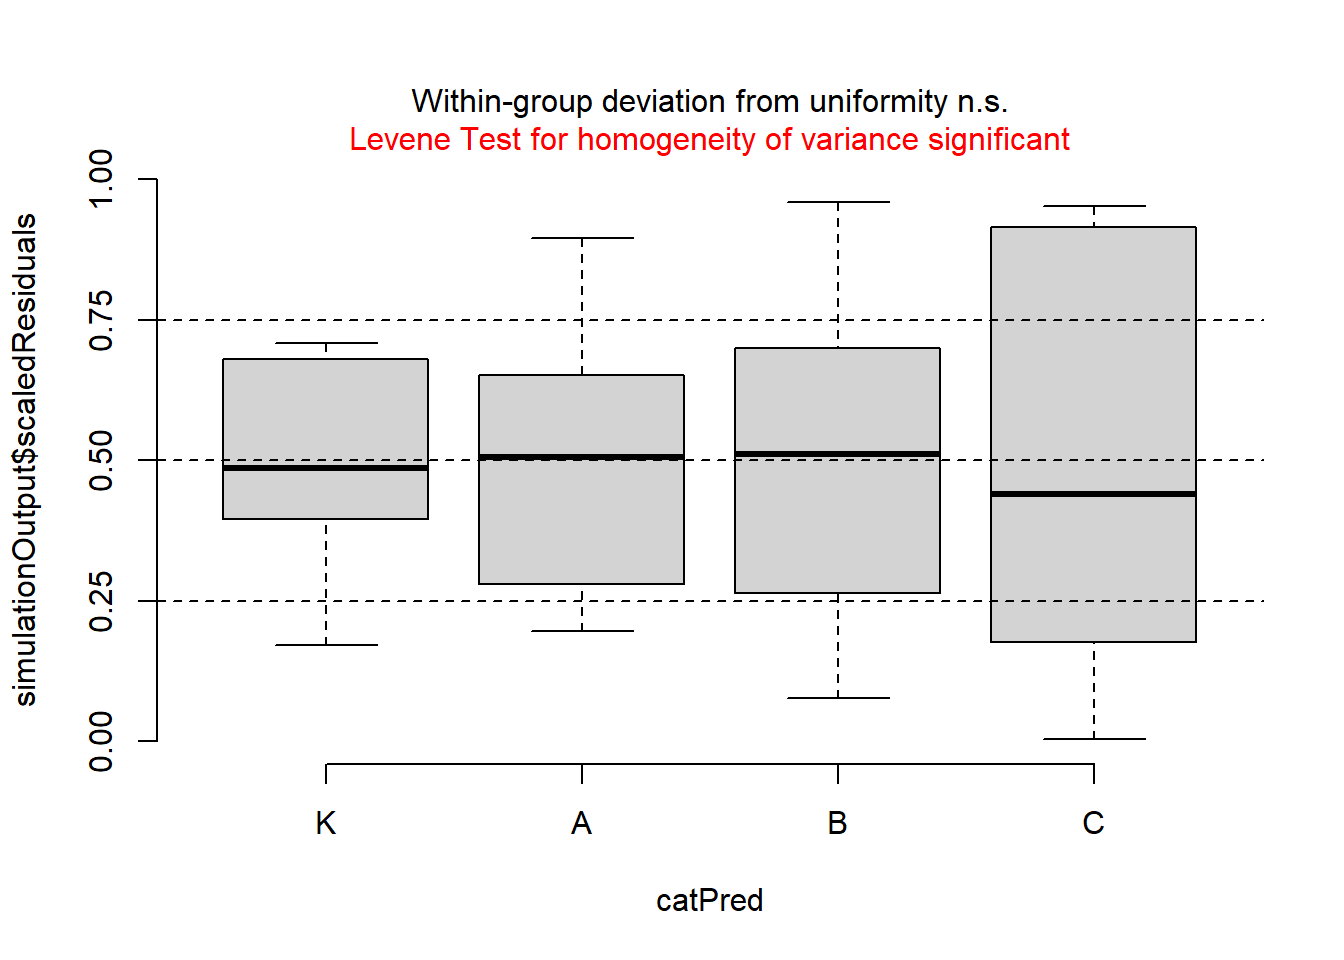 Within-group deviation from uniformity n.s.
Levene Test for homogeneity of variance significant
simulationOutput$scaledResiduals
1.00
0.75
0.50
0.25
0.00
K A B C
catPred